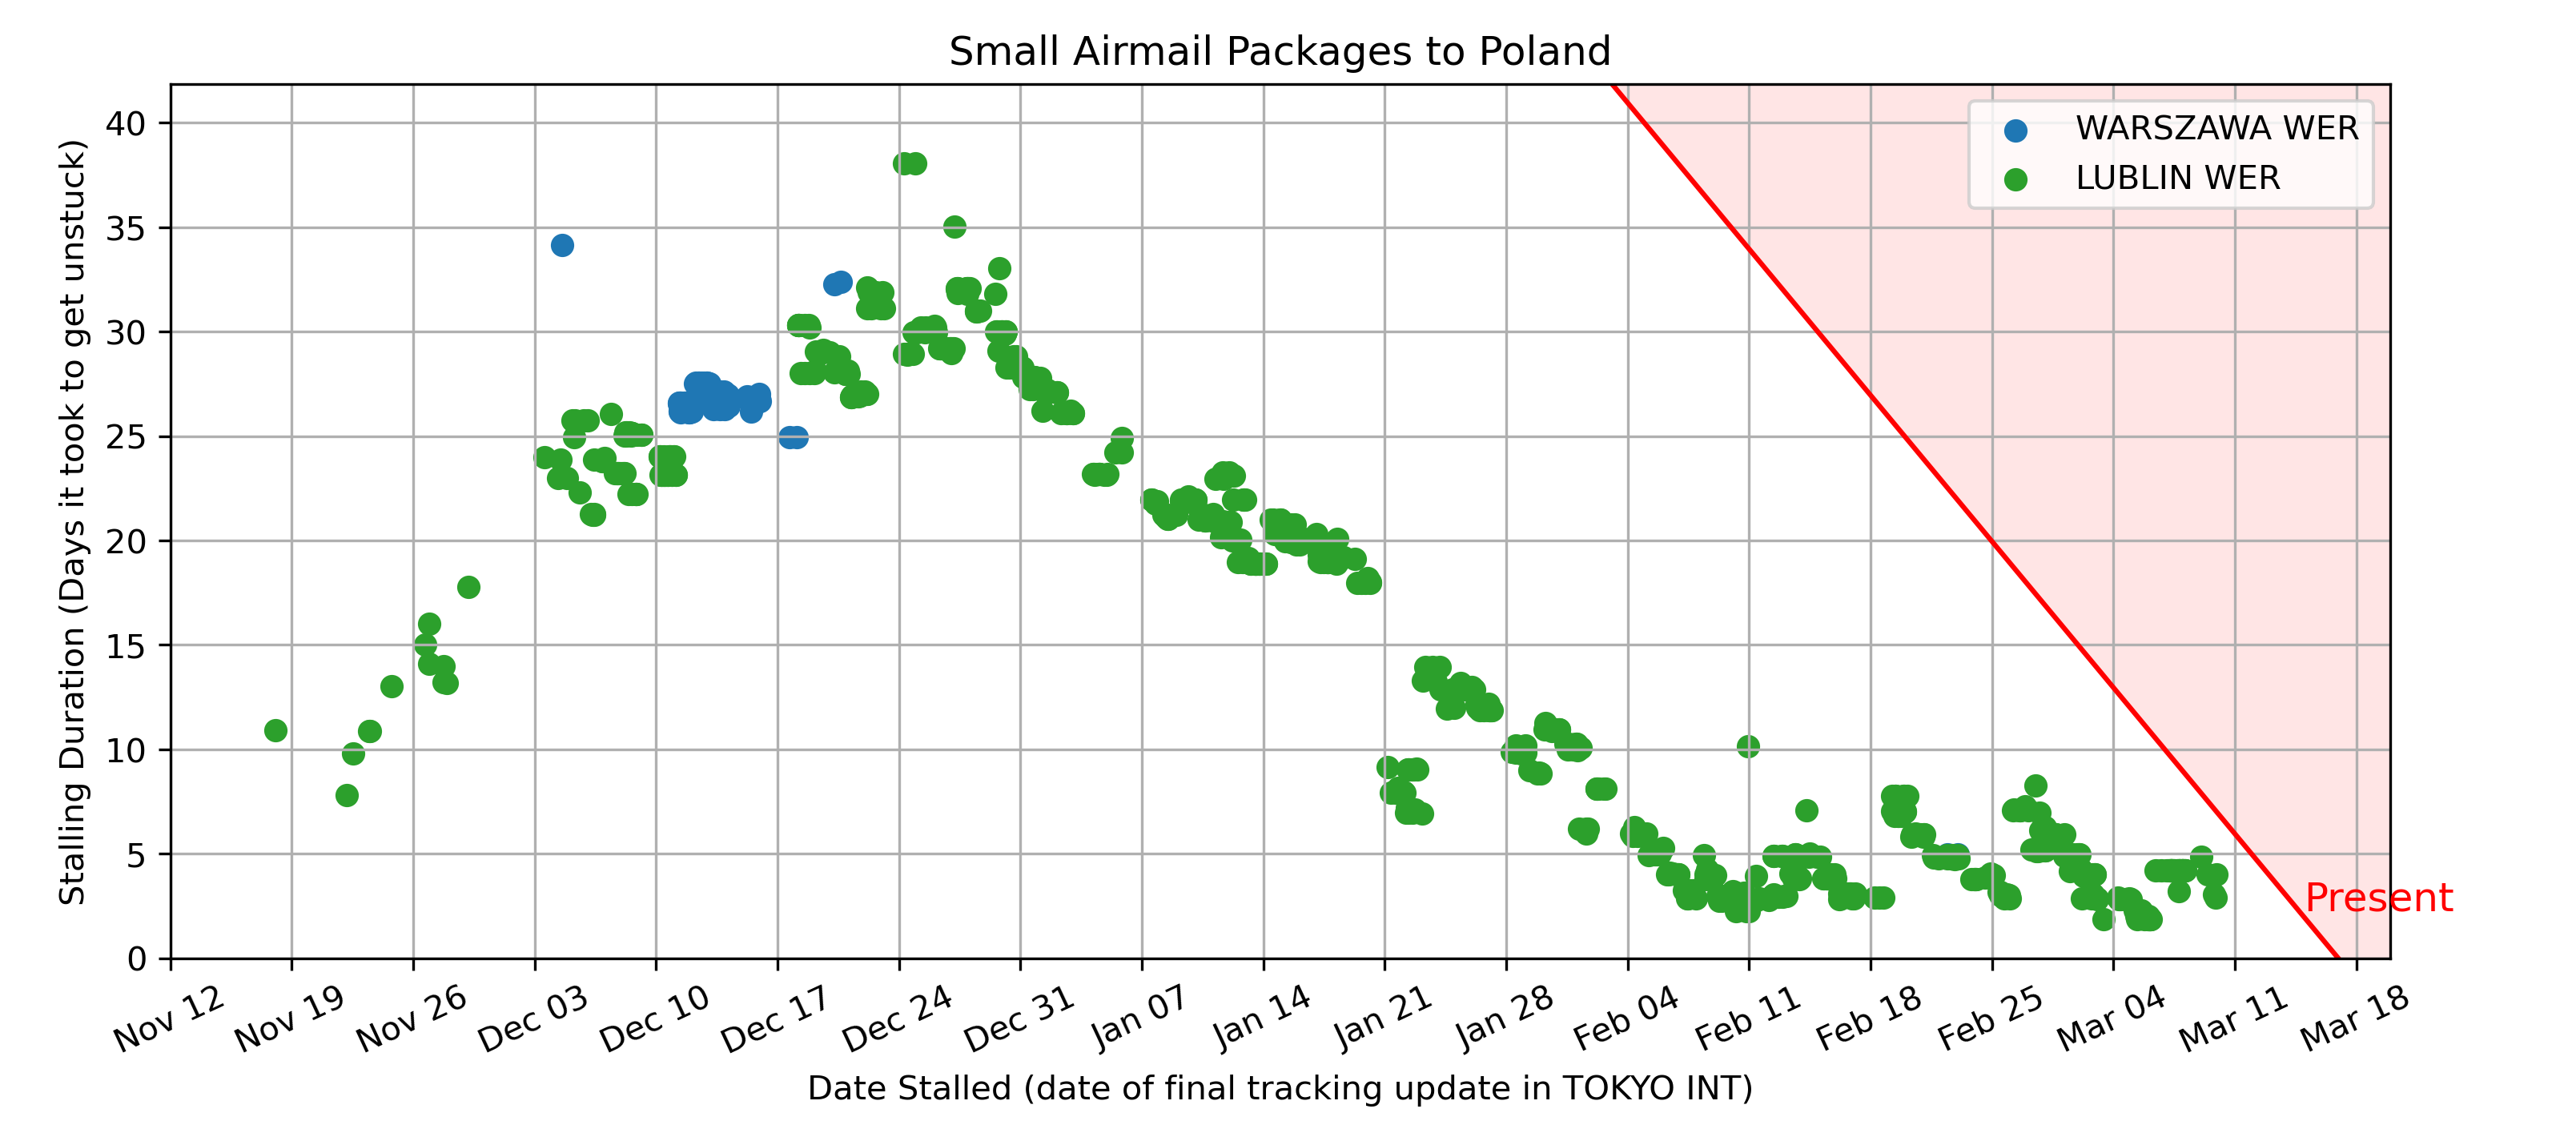 Small Airmail Packages to Poland
Stalling Duration (Days it took to get unstuck)
40
35
30
25
20
15
10
5
0
WARSZAWA WER
LUBLIN WER
Present
Nov 12
Nov 19
Nov 26
Dec 03
Dec 10
Dec 17
Dec 24
Dec 31
Jan 07
Jan 14
Jan 21
Jan 28
Feb 04
Feb 11
Feb 18
Feb 25
Mar 04
Mar 11
Mar 18
Date Stalled (date of final tracking update in TOKYO INT)